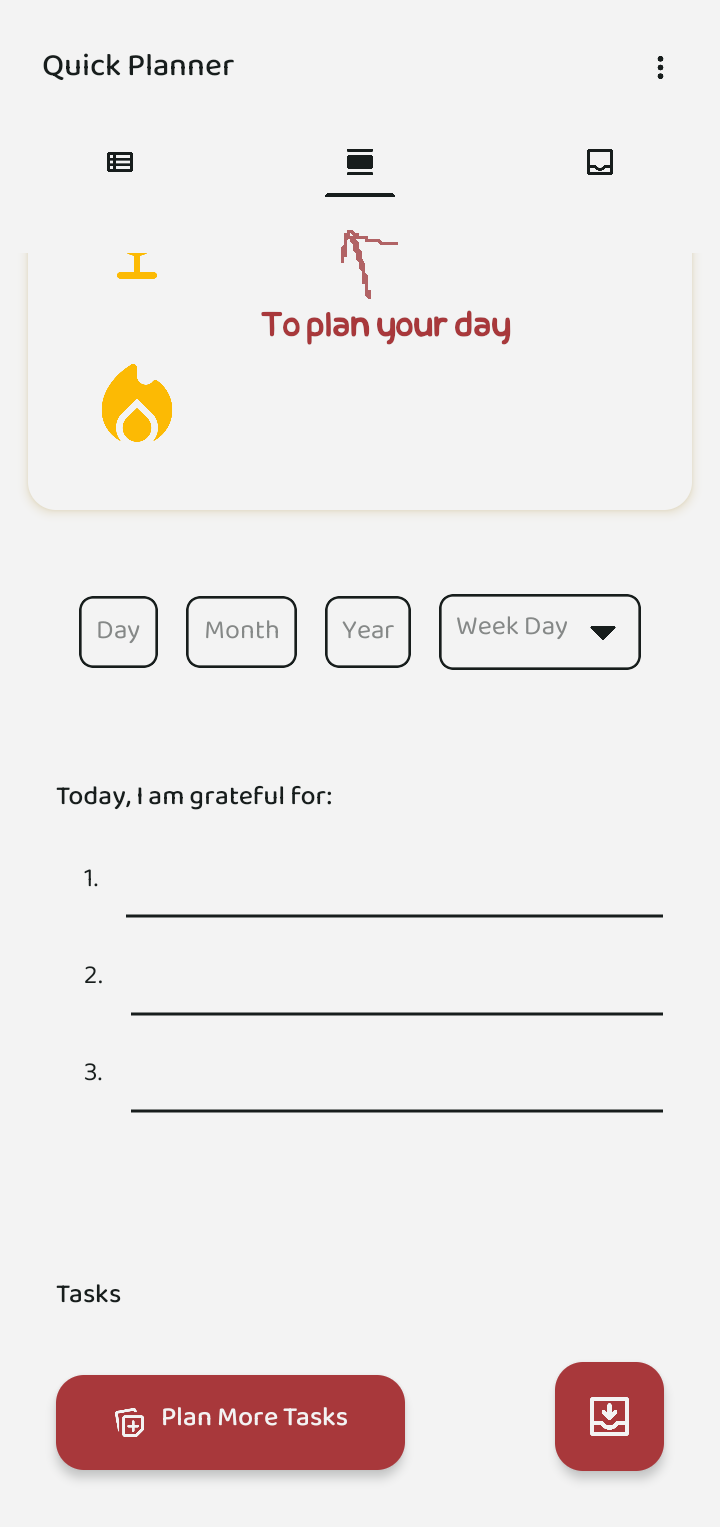 Quick Planner
To plan your day
Day Month Year Week Day
Today, I am grateful for:
1.
2.
3.
Tasks
Plan More Tasks